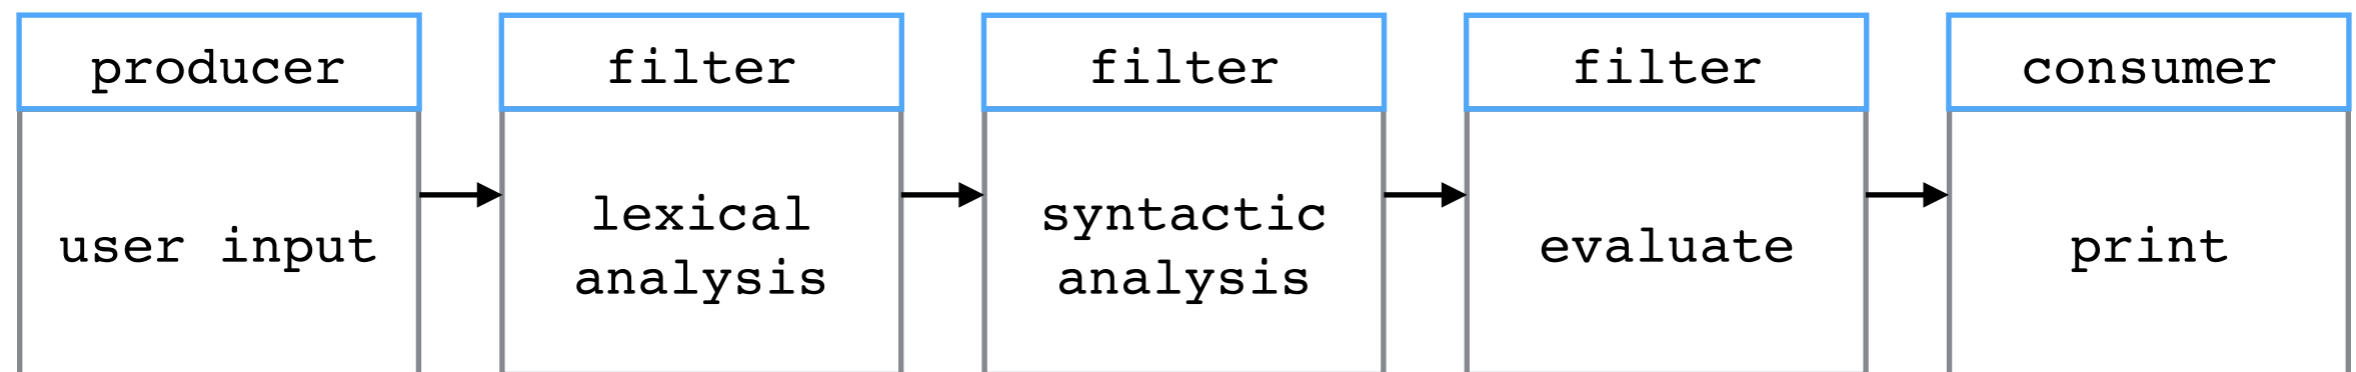 producer
user input
filter
lexical
analysis
filter
syntactic
analysis
filter
evaluate
consumer
print